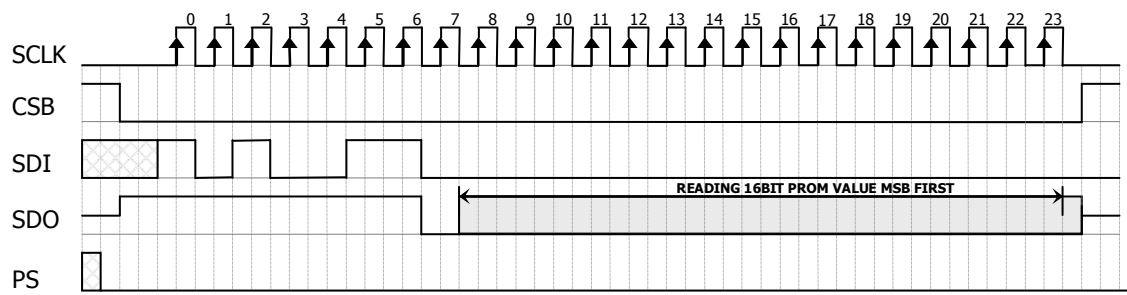 0 1 2 3 4 5 6 7 8 9 10 11 12 13 14 15 16 17 18 19 20 21 22 23
SCLK
CSB
SDI
READING 16BIT PROM VALUE MSB FIRST
SDO
PS